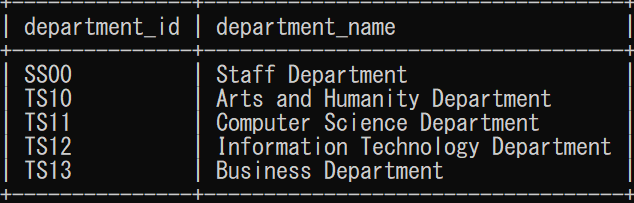 department_id | department_name
SS00 | Staff Department
TS10 | Arts and Humanity Department
TS11 | Computer Science Department
TS12 | Information Technology Department
TS13 | Business Department